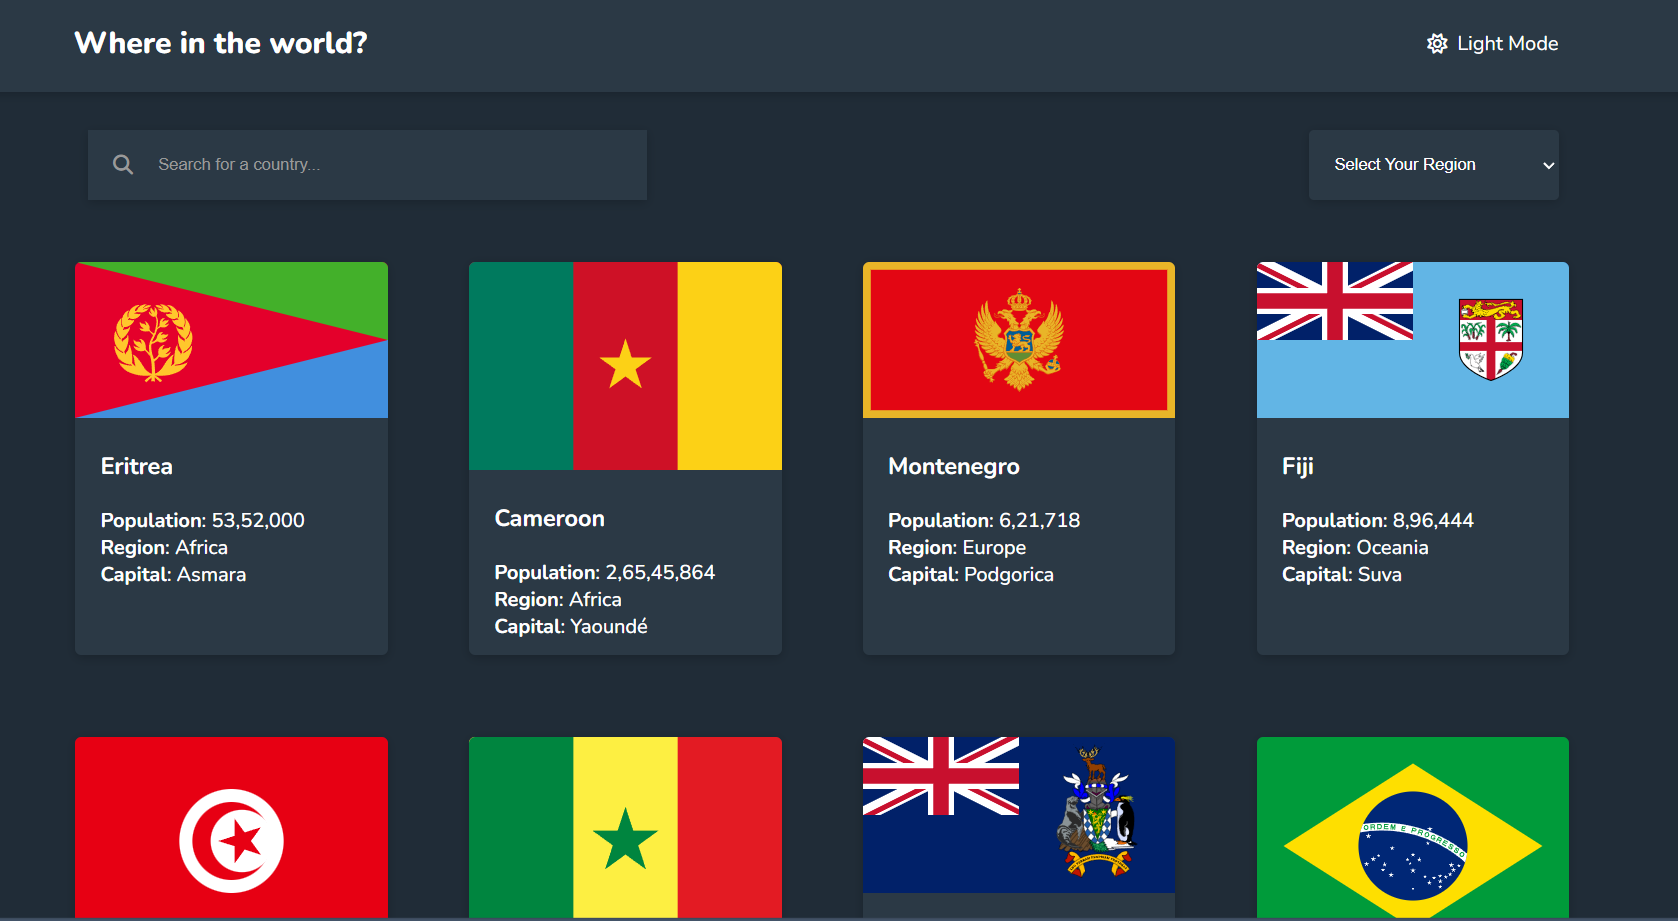 Where in the world?
Light Mode
Search for a country...
Select Your Region
Eritrea
Population: 53,52,000
Region: Africa
Capital: Asmara
Cameroon
Population: 2,65,45,864
Region: Africa
Capital: Yaoundé
Montenegro
Population: 6,21,718
Region: Europe
Capital: Podgorica
Fiji
Population: 8,96,444
Region: Oceania
Capital: Suva
ORDEM E PROGRESSO